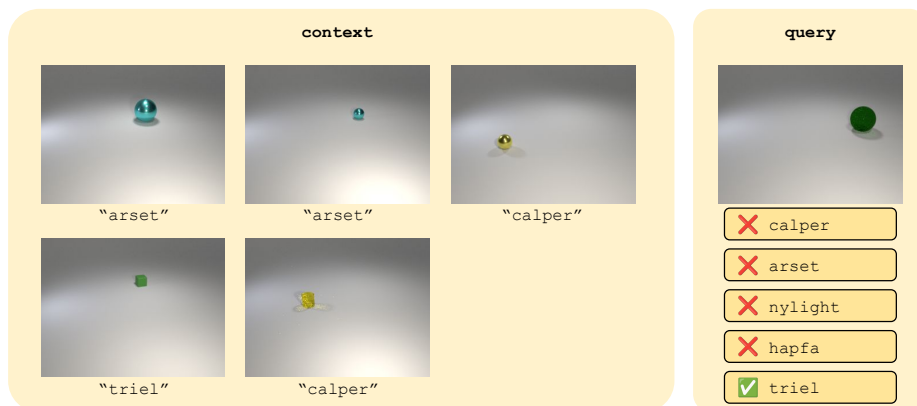 context
“arset”
“arset”
“calper”
“triel”
“calper”
query
❌ calper
❌ arset
❌ nylight
❌ hapfa
✅ triel